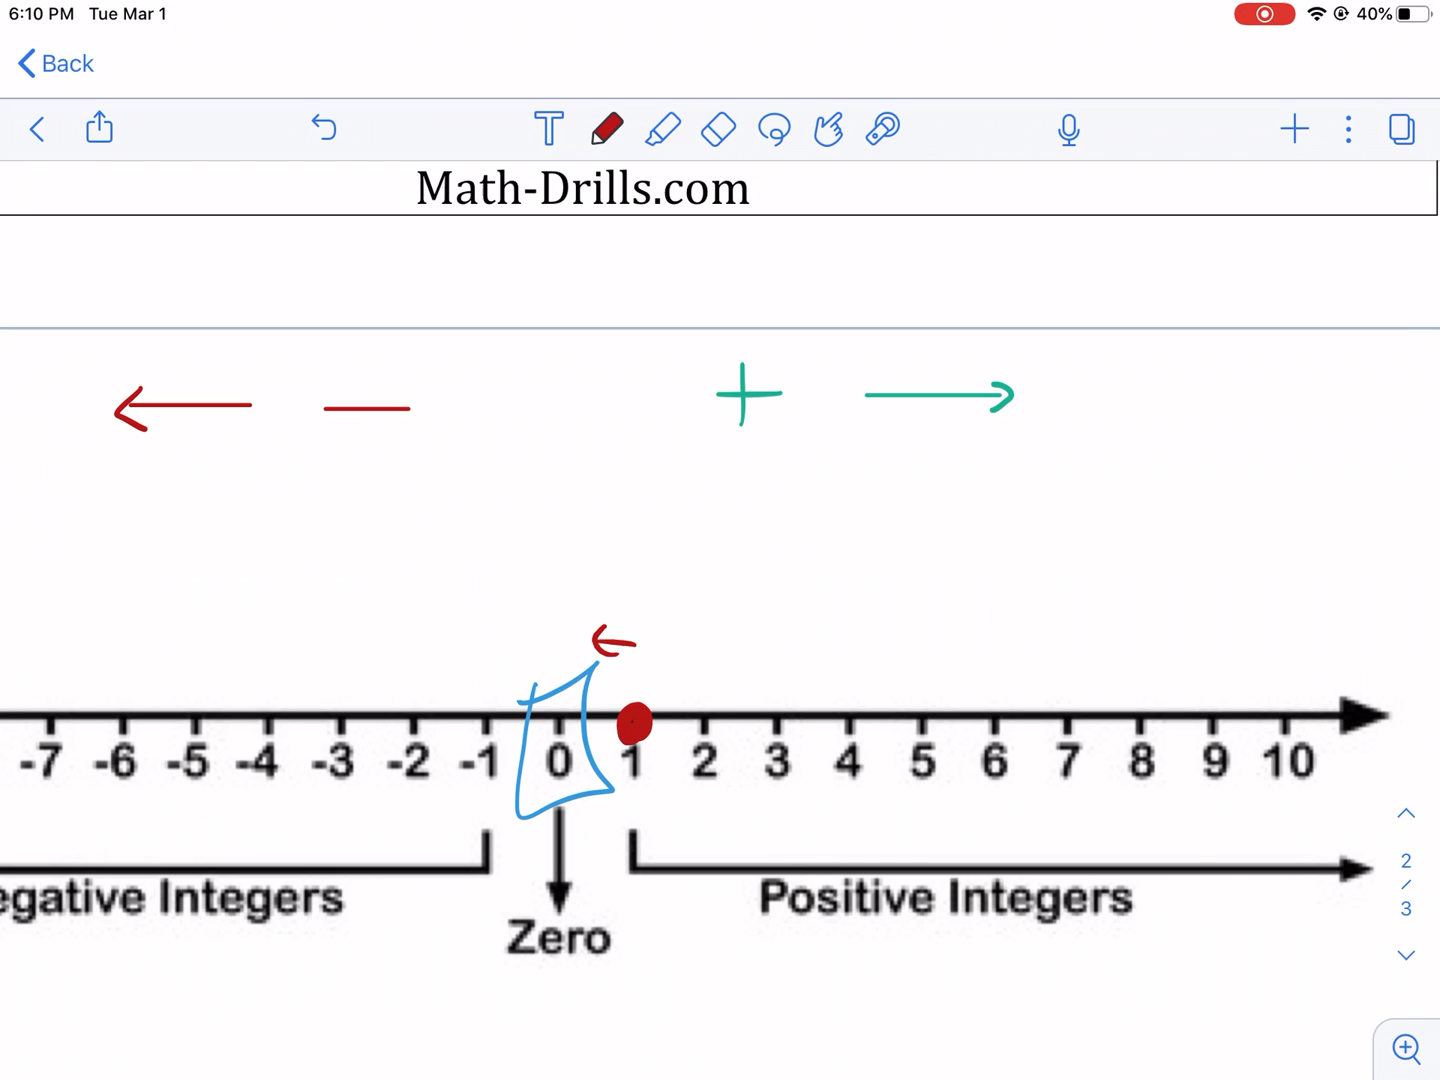 6:10 PM Tue Mar 1 40%
Back
Math-Drills.com
— +
-7 -6 -5 -4 -3 -2 -1 0 1 2 3 4 5 6 7 8 9 10
egative Integers Positive Integers
Zero
2
/
3